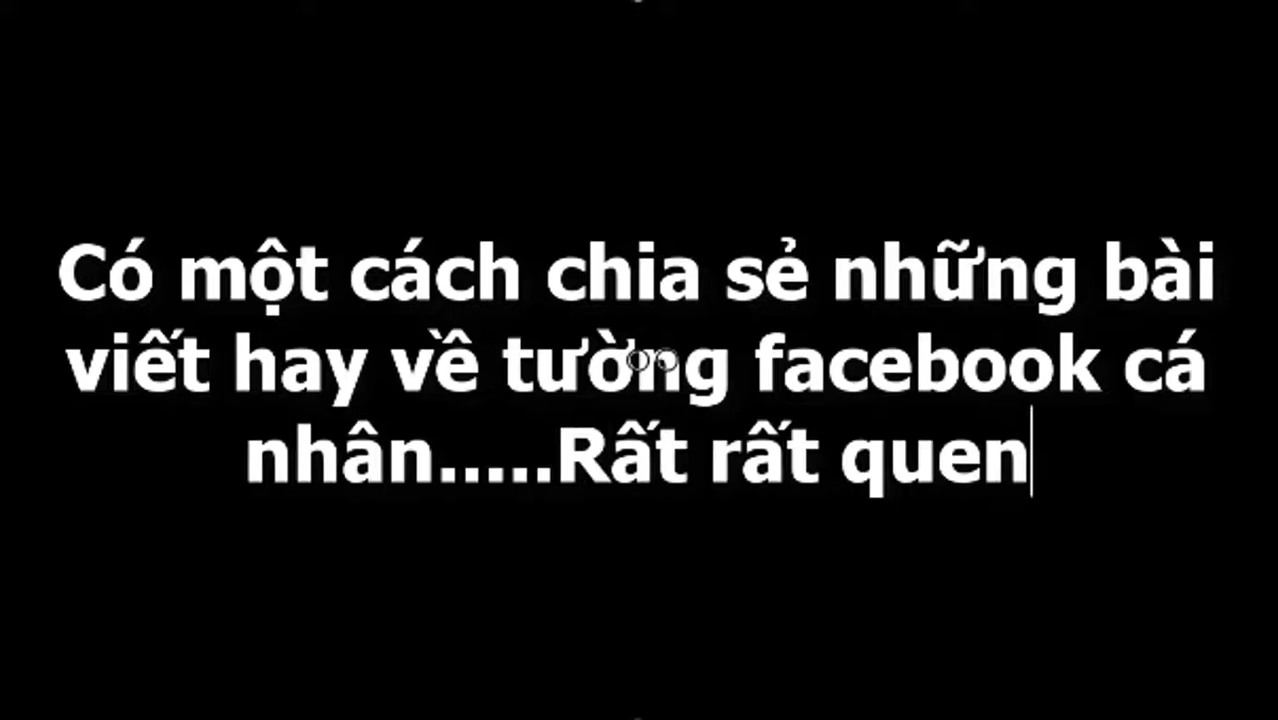 Có một cách chia sẻ những bài
viết hay về tường facebook cá
nhân.....Rất rất quen